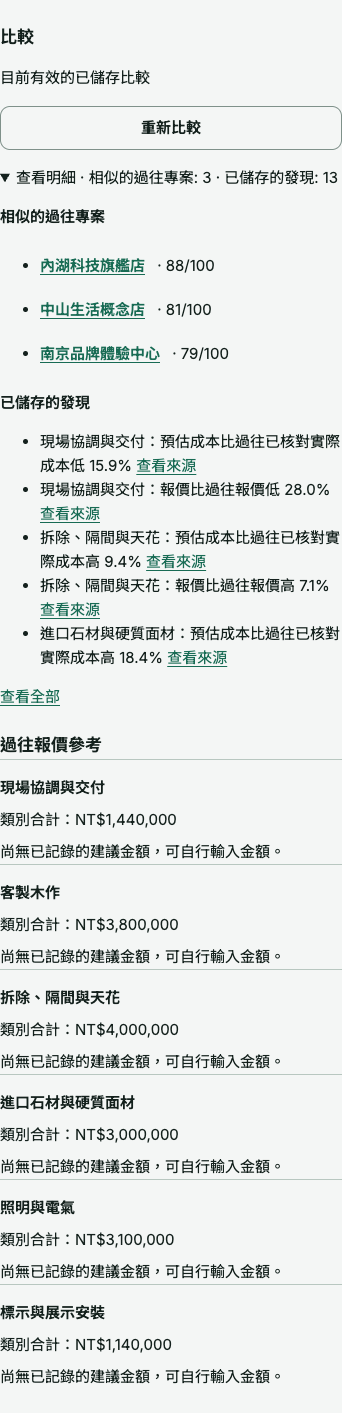 比較
目前有效的已儲存比較
重新比較
▼ 查看明細 · 相似的過往專案: 3 · 已儲存的發現: 13
相似的過往專案
• 內湖科技旗艦店 · 88/100
• 中山生活概念店 · 81/100
• 南京品牌體驗中心 · 79/100
已儲存的發現
• 現場協調與交付：預估成本比過往已核對實際
成本低 15.9% 查看來源
• 現場協調與交付：報價比過往報價低 28.0%
查看來源
• 拆除、隔間與天花：預估成本比過往已核對實
際成本高 9.4% 查看來源
• 拆除、隔間與天花：報價比過往報價高 7.1%
查看來源
• 進口石材與硬質面材：預估成本比過往已核對
實際成本高 18.4% 查看來源
查看全部
過往報價參考
現場協調與交付
類別合計：NT$1,440,000
尚無已記錄的建議金額，可自行輸入金額。
客製木作
類別合計：NT$3,800,000
尚無已記錄的建議金額，可自行輸入金額。
拆除、隔間與天花
類別合計：NT$4,000,000
尚無已記錄的建議金額，可自行輸入金額。
進口石材與硬質面材
類別合計：NT$3,000,000
尚無已記錄的建議金額，可自行輸入金額。
照明與電氣
類別合計：NT$3,100,000
尚無已記錄的建議金額，可自行輸入金額。
標示與展示安裝
類別合計：NT$1,140,000
尚無已記錄的建議金額，可自行輸入金額。